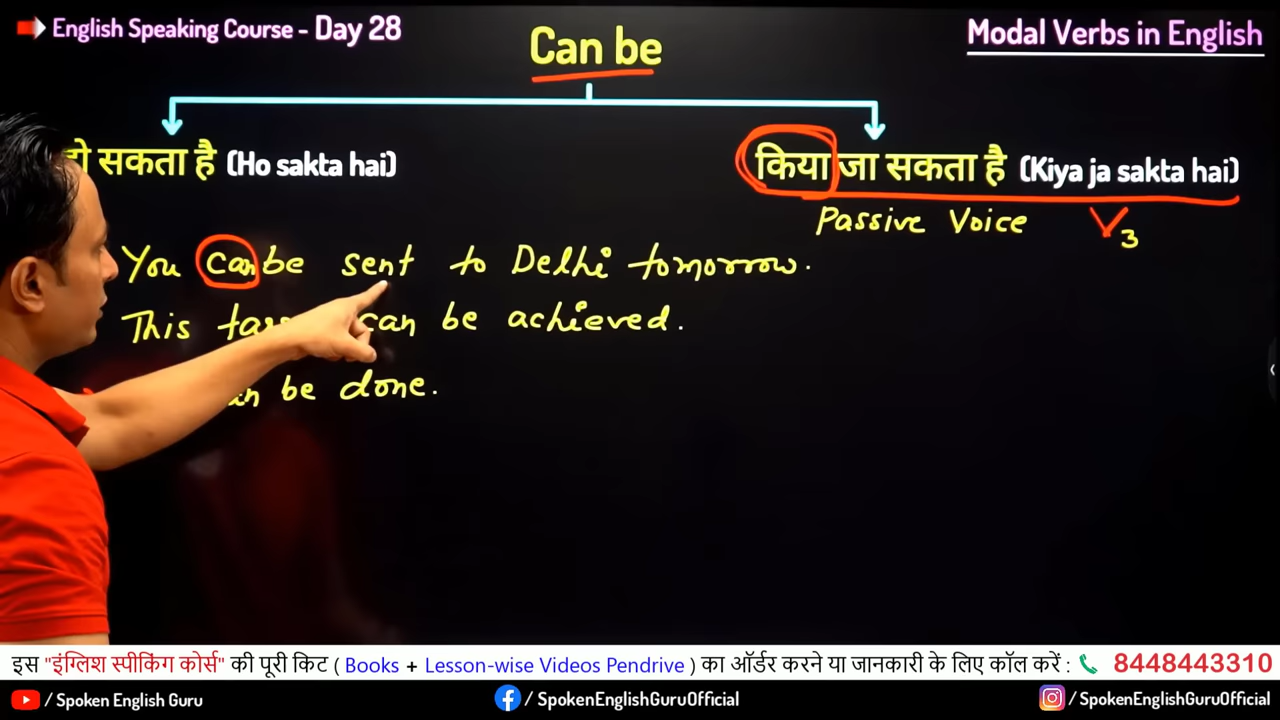 English Speaking Course - Day 28
Can be
Modal Verbs in English
हो सकता है (Ho sakta hai)
किया जा सकता है (Kiya ja sakta hai)
Passive Voice V3
You can be sent to Delhi tomorrow.
This can be achieved.
be done.
इस "इंग्लिश स्पीकिंग कोर्स" की पूरी किट ( Books + Lesson-wise Videos Pendrive ) का ऑर्डर करने या जानकारी के लिए कॉल करें : 8448443310
/ Spoken English Guru
/ SpokenEnglishGuruOfficial
/ SpokenEnglishGuruOfficial